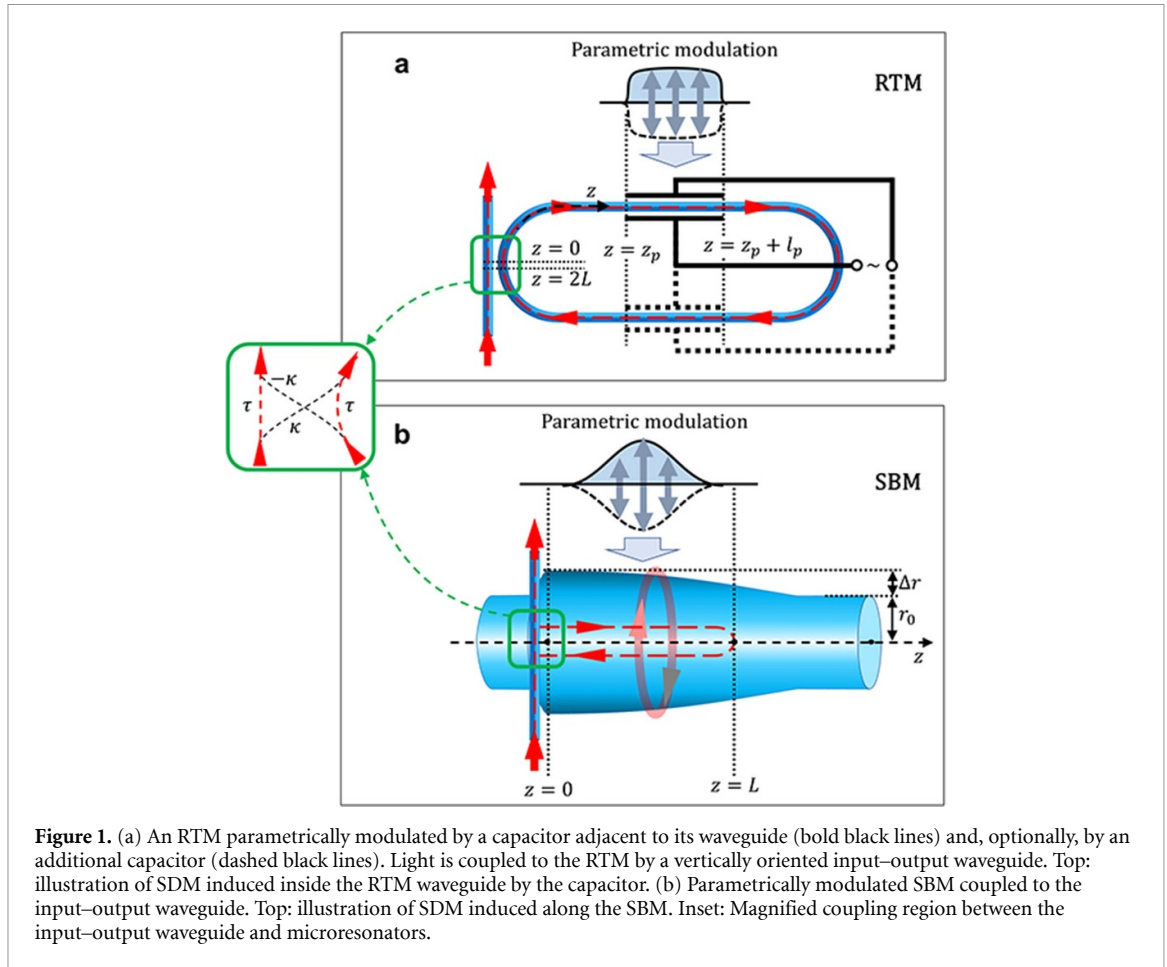 Parametric modulation
a
RTM
z
z = 0
z = 2L
z = z_p
z = z_p + l_p
~
−κ
τ
τ
κ
b
Parametric modulation
SBM
Δr
r_0
z
z = 0
z = L
Figure 1. (a) An RTM parametrically modulated by a capacitor adjacent to its waveguide (bold black lines) and, optionally, by an
additional capacitor (dashed black lines). Light is coupled to the RTM by a vertically oriented input–output waveguide. Top:
illustration of SDM induced inside the RTM waveguide by the capacitor. (b) Parametrically modulated SBM coupled to the
input–output waveguide. Top: illustration of SDM induced along the SBM. Inset: Magnified coupling region between the
input–output waveguide and microresonators.